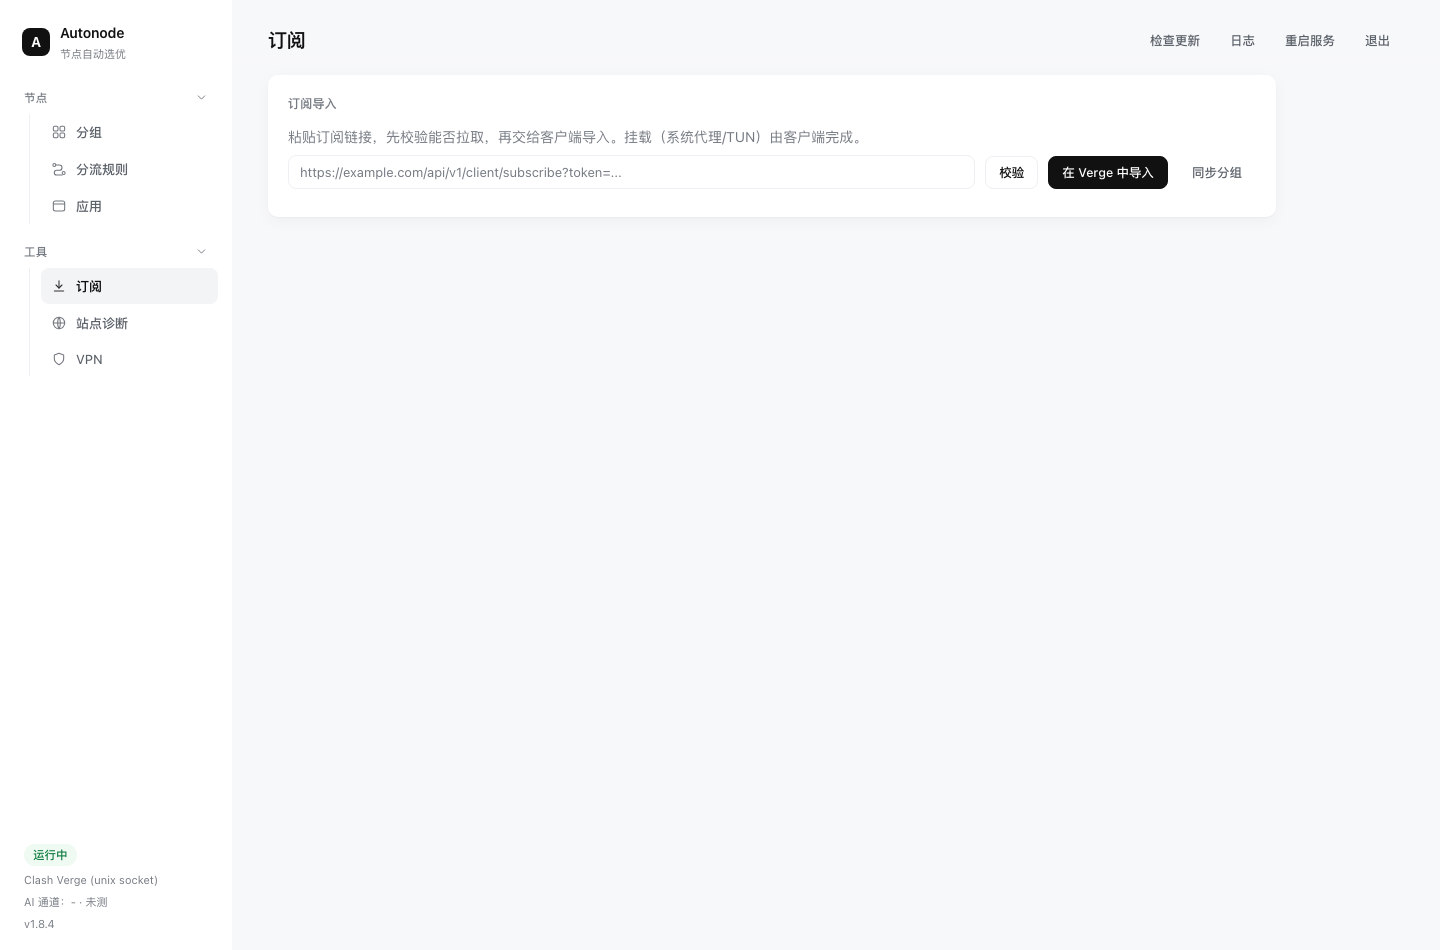 A
Autonode
节点自动选优
节点
分组
分流规则
应用
工具
订阅
站点诊断
VPN
运行中
Clash Verge (unix socket)
AI 通道：- · 未测
v1.8.4
订阅
检查更新
日志
重启服务
退出
订阅导入
粘贴订阅链接，先校验能否拉取，再交给客户端导入。挂载（系统代理/TUN）由客户端完成。
https://example.com/api/v1/client/subscribe?token=...
校验
在 Verge 中导入
同步分组